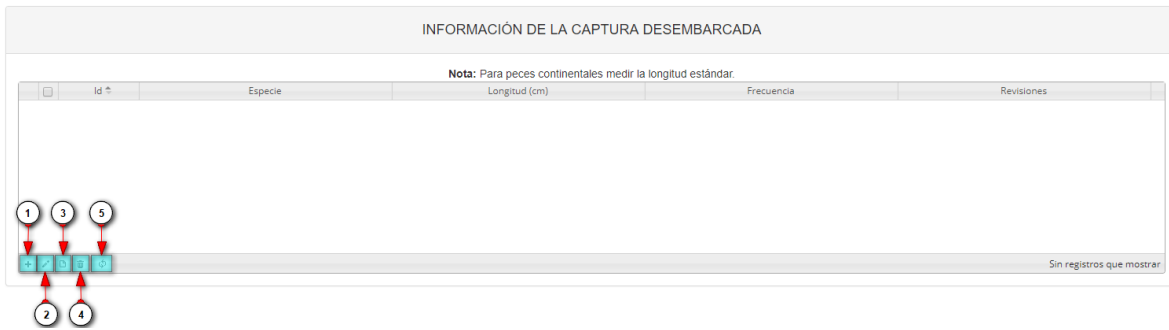 INFORMACIÓN DE LA CAPTURA DESEMBARCADA
Nota: Para peces continentales medir la longitud estándar.
Id Especie Longitud (cm) Frecuencia Revisiones
1 3 5
Sin registros que mostrar
2 4